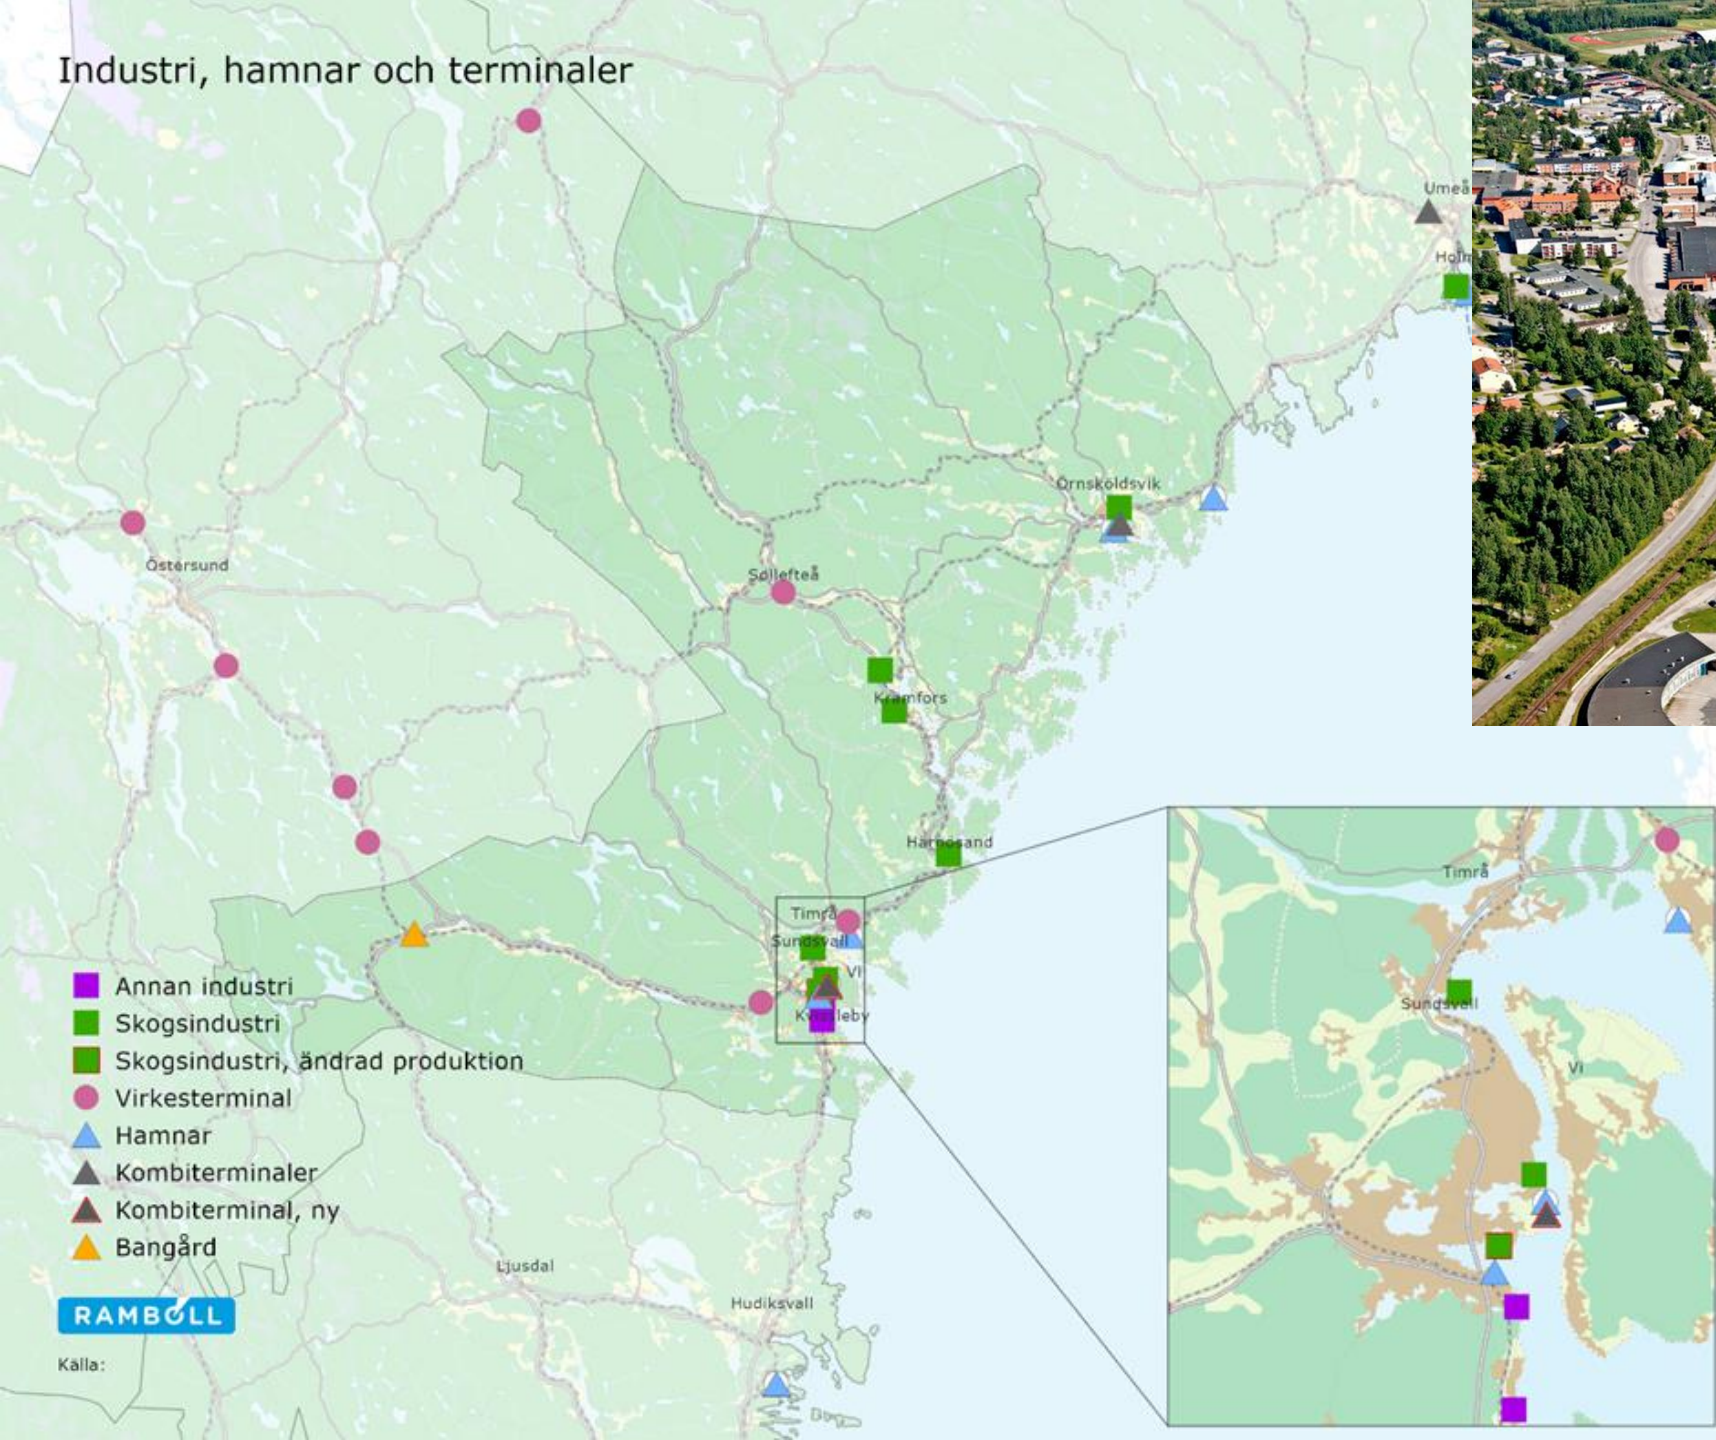 Industri, hamnar och terminaler
Umeå
Holm
Örnsköldsvik
Östersund
Sollefteå
Kramfors
Härnösand
Timrå
Sundsvall
Vi
Kvissleby
Annan industri
Skogsindustri
Skogsindustri, ändrad produktion
Virkesterminal
Hamnar
Kombiterminaler
Kombiterminal, ny
Bangård
Ljusdal
Hudiksvall
RAMBOLL
Källa:
Timrå
Sundsvall
Vi